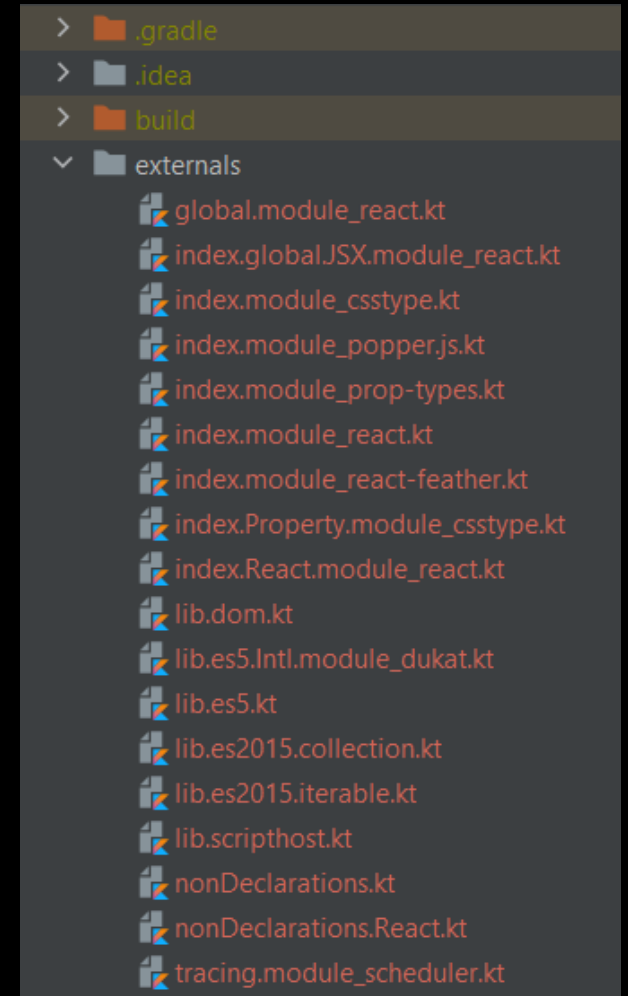 .gradle
.idea
build
externals
global.module_react.kt
index.global.JSX.module_react.kt
index.module_csstype.kt
index.module_popper.js.kt
index.module_prop-types.kt
index.module_react.kt
index.module_react-feather.kt
index.Property.module_csstype.kt
index.React.module_react.kt
lib.dom.kt
lib.es5.Intl.module_dukat.kt
lib.es5.kt
lib.es2015.collection.kt
lib.es2015.iterable.kt
lib.scripthost.kt
nonDeclarations.kt
nonDeclarations.React.kt
tracing.module_scheduler.kt